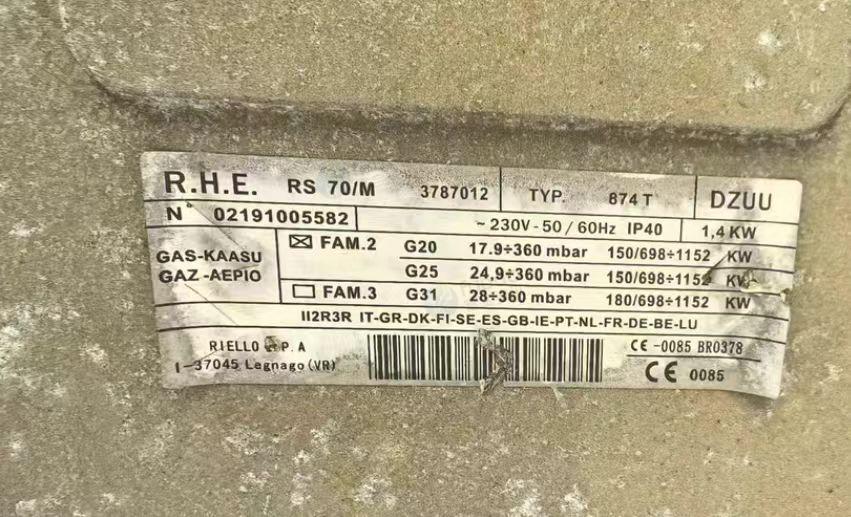 R.H.E. RS 70/M 3787012 TYP. 874 T DZUU
N° 02191005582 ~ 230V - 50 / 60Hz IP40 1,4 KW
GAS-KAASU
GAZ -AEPIO
FAM.2 G20 17.9÷360 mbar 150/698÷1152 KW
G25 24,9÷360 mbar 150/698÷1152 KW
FAM.3 G31 28÷360 mbar 180/698÷1152 KW
II2R3R IT-GR-DK-FI-SE-ES-GB-IE-PT-NL-FR-DE-BE-LU
RIELLO P. A
I-37045 Legnago (VR)
CE -0085 BR0378
CE 0085